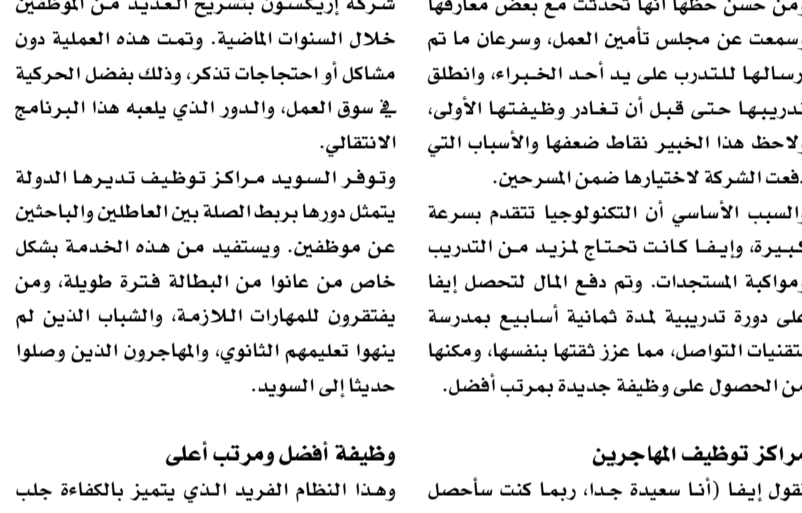 ومن حسن حظها أنها تحدثت مع بعض معارفها
وسمعت عن مجلس تأمين العمل، وسرعان ما تم
إرسالها للتدرب على يد أحد الخبراء، وانطلق
تدريبها حتى قبل أن تغادر وظيفتها الأولى،
ولاحظ هذا الخبير نقاط ضعفها والأسباب التي
دفعت الشركة لاختيارها ضمن المسرحين.
والسبب الأساسي أن التكنولوجيا تتقدم بسرعة
كبيرة، وإيفا كانت تحتاج لمزيد من التدريب
ومواكبة المستجدات. وتم دفع المال لتحصل إيفا
على دورة تدريبية لمدة ثمانية أسابيع بمدرسة
لتقنيات التواصل، مما عزز ثقتها بنفسها، ومكنها
من الحصول على وظيفة جديدة بمرتب أفضل.
مراكز توظيف المهاجرين
تقول إيفا (أنا سعيدة جدا، ربما كنت سأحصل
شركة إريكسون بتسريح العديد من الموظفين
خلال السنوات الماضية. وتمت هذه العملية دون
مشاكل أو احتجاجات تذكر، وذلك بفضل الحركية
في سوق العمل، والدور الذي يلعبه هذا البرنامج
الانتقالي.
وتوفر السويد مراكز توظيف تديرها الدولة
يتمثل دورها بربط الصلة بين العاطلين والباحثين
عن موظفين. ويستفيد من هذه الخدمة بشكل
خاص من عانوا من البطالة فترة طويلة، ومن
يفتقرون للمهارات اللازمة، والشباب الذين لم
ينهوا تعليمهم الثانوي، والمهاجرون الذين وصلوا
حديثا إلى السويد.
وظيفة أفضل ومرتب أعلى
وهذا النظام الفريد الذي يتميز بالكفاءة جلب